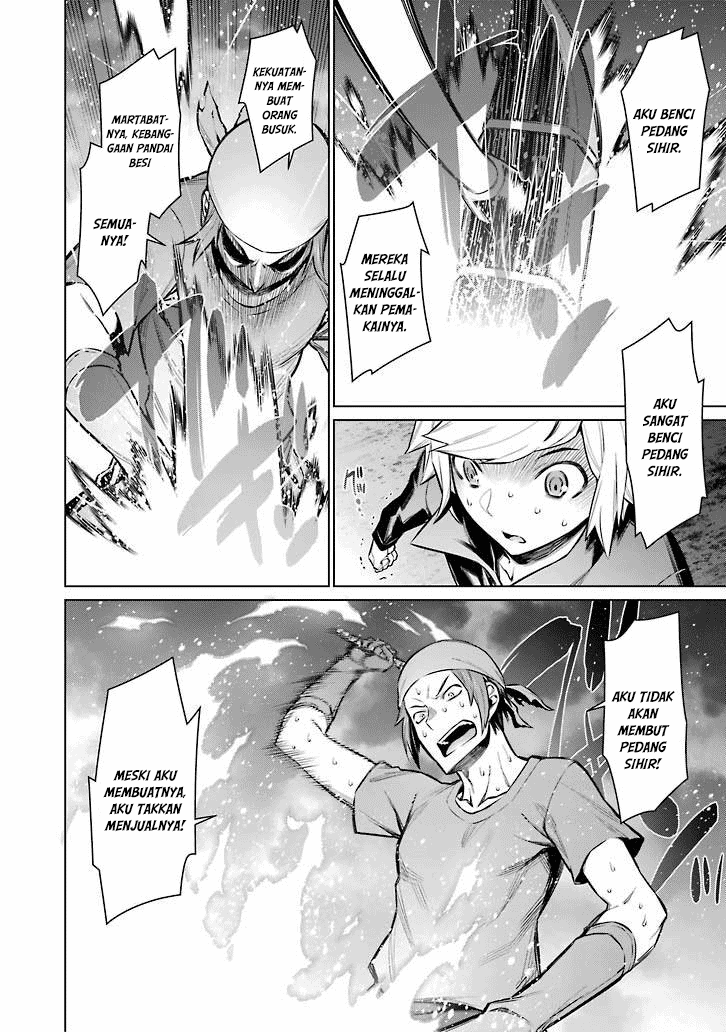 AKU BENCI
PEDANG
SIHIR.
MEREKA
SELALU
MENINGGAL-
KAN PEMA-
KAINYA.
KEKUATAN-
NYA MEM-
BUAT
ORANG
BUSUK.
MARTABAT-
NYA, KEBANG-
GAAN PANDAI
BESI
SEMUA-
NYA!
AKU
SANGAT
BENCI
PEDANG
SIHIR.
AKU TIDAK
AKAN
MEMBUT
PEDANG
SIHIR!
MESKI AKU
MEMBUATNYA,
AKU TAKKAN
MENJUALNYA!